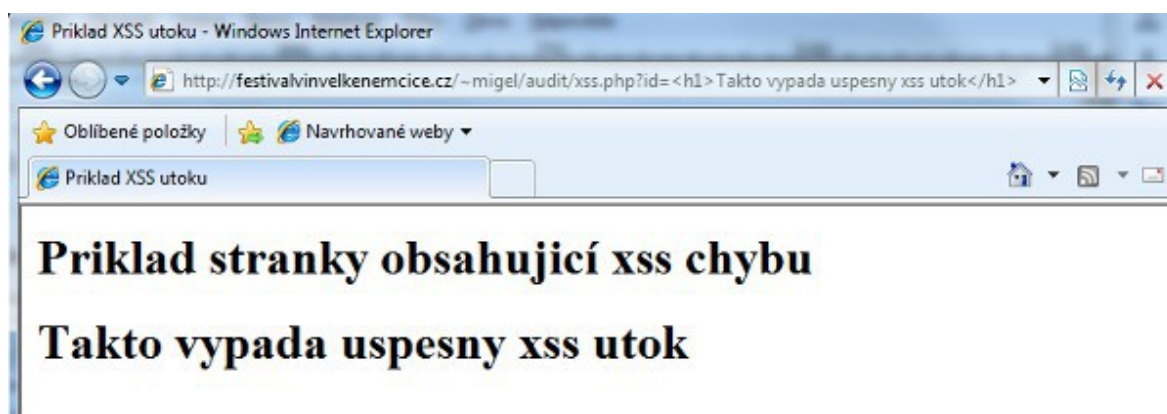 Priklad XSS utoku - Windows Internet Explorer
http://festivalvinvelkenemcice.cz/~migel/audit/xss.php?id=<h1>Takto vypada uspesny xss utok</h1>
Oblíbené položky Navrhované weby
Priklad XSS utoku
Priklad stranky obsahujicí xss chybu
Takto vypada uspesny xss utok